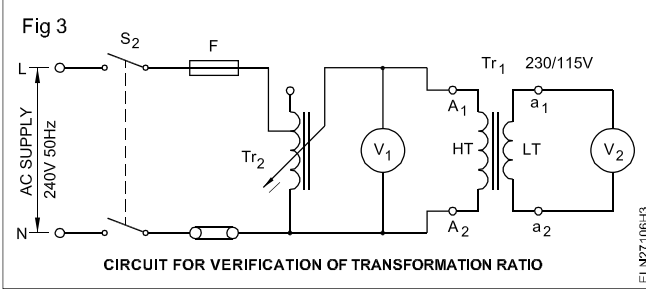 Fig 3
S2
F
L
Tr1 230/115V
A1
a1
AC SUPPLY
240V 50Hz
Tr2
V1
HT
LT
V2
N
A2
a2
CIRCUIT FOR VERIFICATION OF TRANSFORMATION RATIO
ELN27106H3